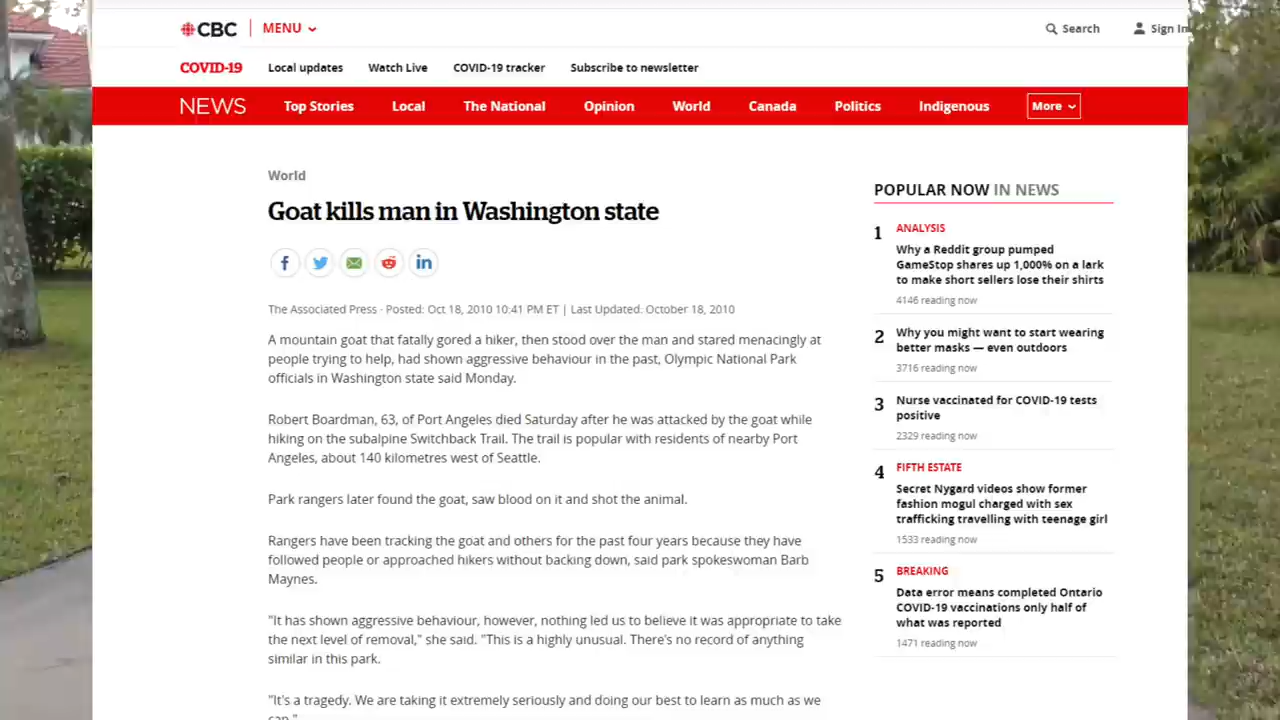 CBC MENU Search Sign In
COVID-19 Local updates Watch Live COVID-19 tracker Subscribe to newsletter
NEWS Top Stories Local The National Opinion World Canada Politics Indigenous More
World
Goat kills man in Washington state
The Associated Press · Posted: Oct 18, 2010 10:41 PM ET | Last Updated: October 18, 2010
A mountain goat that fatally gored a hiker, then stood over the man and stared menacingly at
people trying to help, had shown aggressive behaviour in the past, Olympic National Park
officials in Washington state said Monday.
Robert Boardman, 63, of Port Angeles died Saturday after he was attacked by the goat while
hiking on the subalpine Switchback Trail. The trail is popular with residents of nearby Port
Angeles, about 140 kilometres west of Seattle.
Park rangers later found the goat, saw blood on it and shot the animal.
Rangers have been tracking the goat and others for the past four years because they have
followed people or approached hikers without backing down, said park spokeswoman Barb
Maynes.
"It has shown aggressive behaviour, however, nothing led us to believe it was appropriate to take
the next level of removal," she said. "This is a highly unusual. There's no record of anything
similar in this park.
"It's a tragedy. We are taking it extremely seriously and doing our best to learn as much as we
can."
POPULAR NOW IN NEWS
1 ANALYSIS
Why a Reddit group pumped
GameStop shares up 1,000% on a lark
to make short sellers lose their shirts
4146 reading now
2 Why you might want to start wearing
better masks — even outdoors
3716 reading now
3 Nurse vaccinated for COVID-19 tests
positive
2329 reading now
4 FIFTH ESTATE
Secret Nygard videos show former
fashion mogul charged with sex
trafficking travelling with teenage girl
1533 reading now
5 BREAKING
Data error means completed Ontario
COVID-19 vaccinations only half of
what was reported
1471 reading now